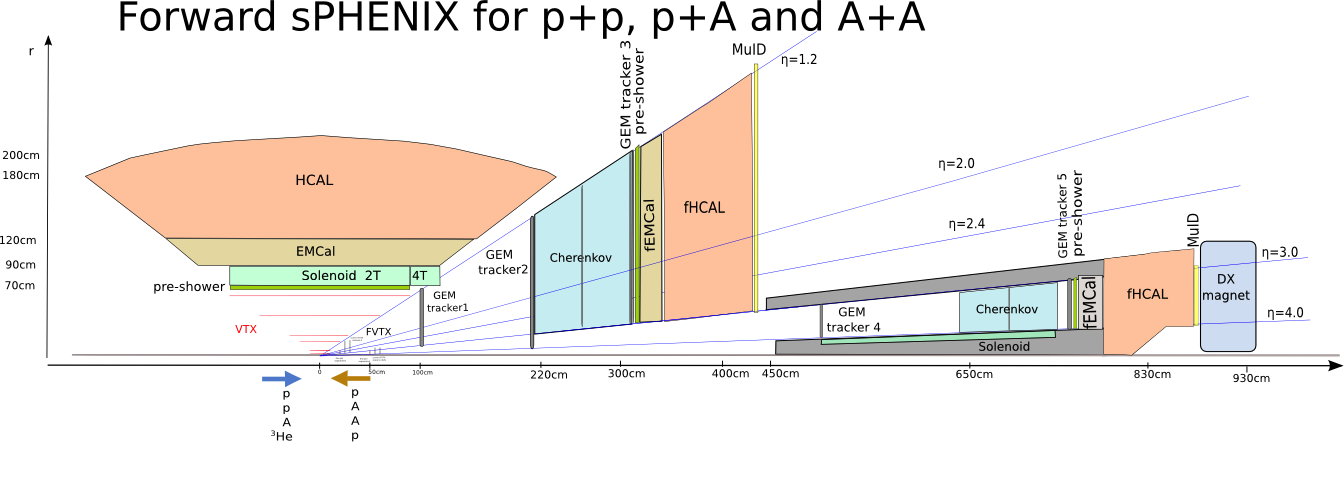 Forward sPHENIX for p+p, p+A and A+A
r
200cm
180cm
120cm
90cm
70cm
HCAL
EMCal
Solenoid 2T
4T
pre-shower
VTX
FVTX
GEM
tracker1
GEM
tracker2
Cherenkov
GEM tracker 3
pre-shower
fEMCal
fHCAL
MuID
η=1.2
η=2.0
η=2.4
η=3.0
η=4.0
GEM
tracker 4
Cherenkov
Solenoid
GEM tracker 5
pre-shower
fEMCal
fHCAL
MuID
DX
magnet
0
50cm
100cm
220cm
300cm
400cm
450cm
650cm
830cm
930cm
p
p
A
³He
p
A
A
p